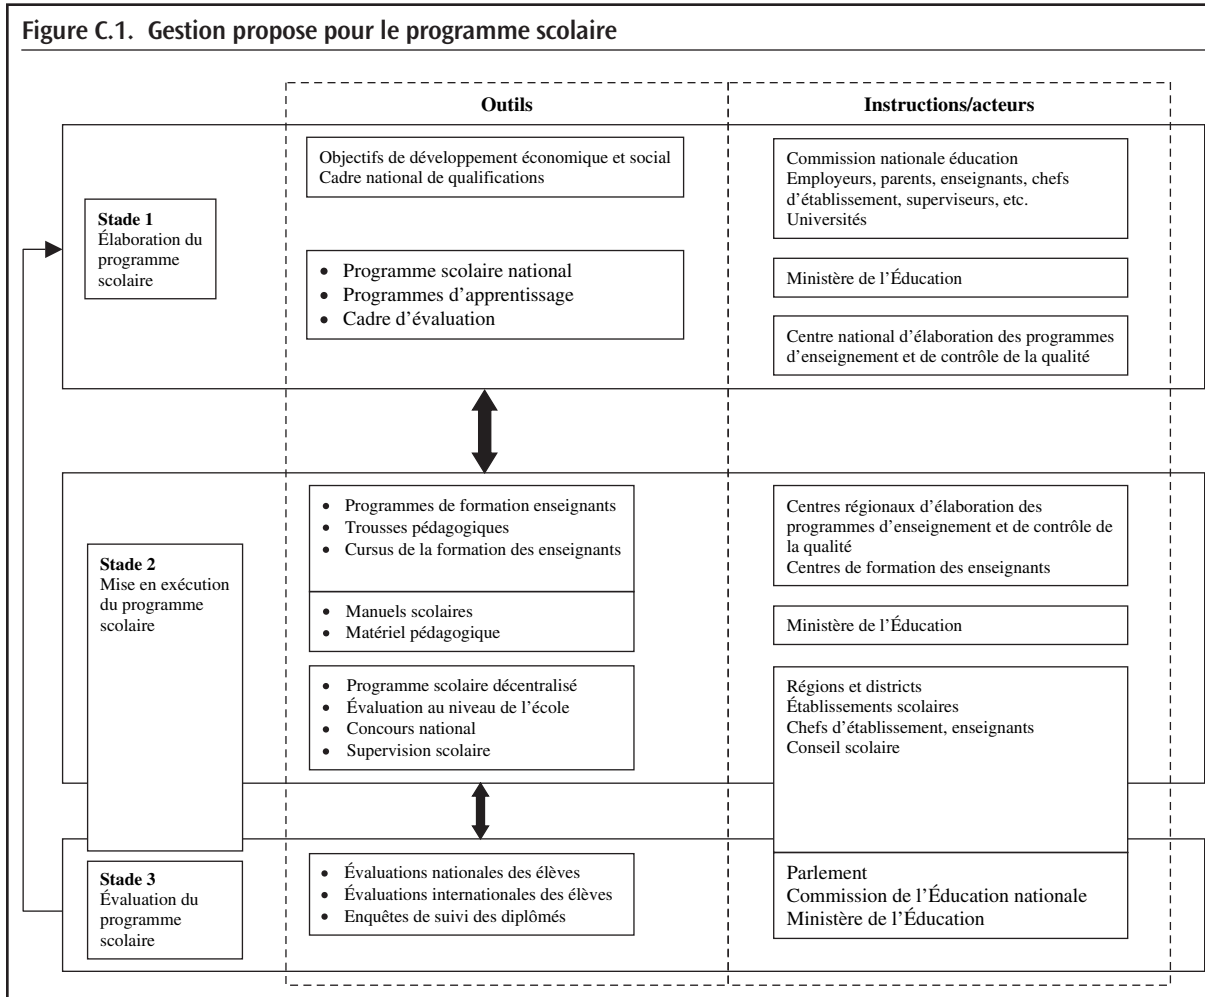 Figure C.1. Gestion propose pour le programme scolaire
Outils
Instructions/acteurs
Stade 1
Élaboration du
programme
scolaire
Objectifs de développement économique et social
Cadre national de qualifications
• Programme scolaire national
• Programmes d'apprentissage
• Cadre d'évaluation
Commission nationale éducation
Employeurs, parents, enseignants, chefs
d'établissement, superviseurs, etc.
Universités
Ministère de l'Éducation
Centre national d'élaboration des programmes
d'enseignement et de contrôle de la qualité
Stade 2
Mise en exécution
du programme
scolaire
• Programmes de formation enseignants
• Trousses pédagogiques
• Cursus de la formation des enseignants
• Manuels scolaires
• Matériel pédagogique
• Programme scolaire décentralisé
• Évaluation au niveau de l'école
• Concours national
• Supervision scolaire
Centres régionaux d'élaboration des
programmes d'enseignement et de contrôle de
la qualité
Centres de formation des enseignants
Ministère de l'Éducation
Régions et districts
Établissements scolaires
Chefs d'établissement, enseignants
Conseil scolaire
Stade 3
Évaluation du
programme
scolaire
• Évaluations nationales des élèves
• Évaluations internationales des élèves
• Enquêtes de suivi des diplômés
Parlement
Commission de l'Éducation nationale
Ministère de l'Éducation